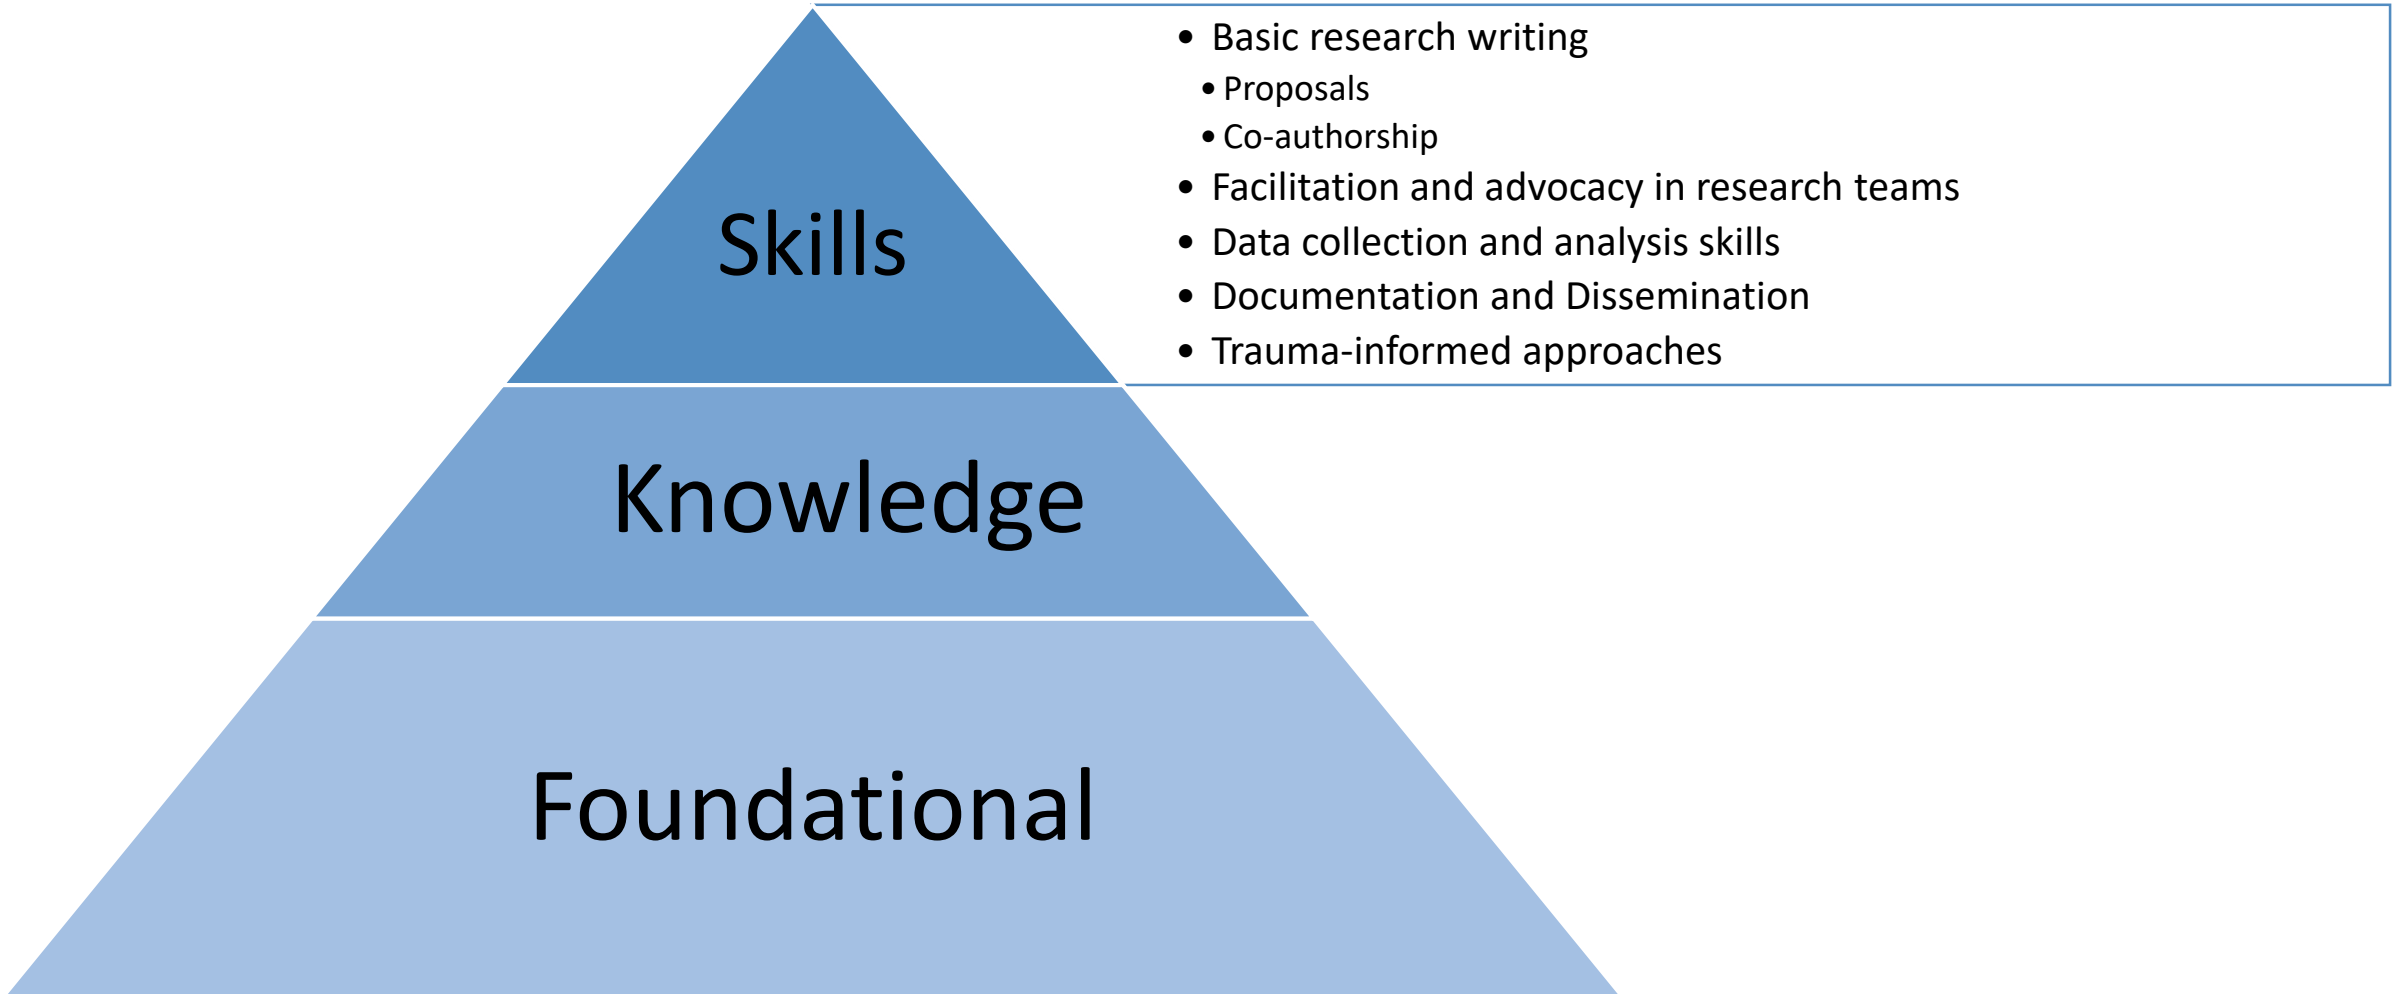 • Basic research writing
• Proposals
• Co-authorship
• Facilitation and advocacy in research teams
• Data collection and analysis skills
• Documentation and Dissemination
• Trauma-informed approaches
Skills
Knowledge
Foundational